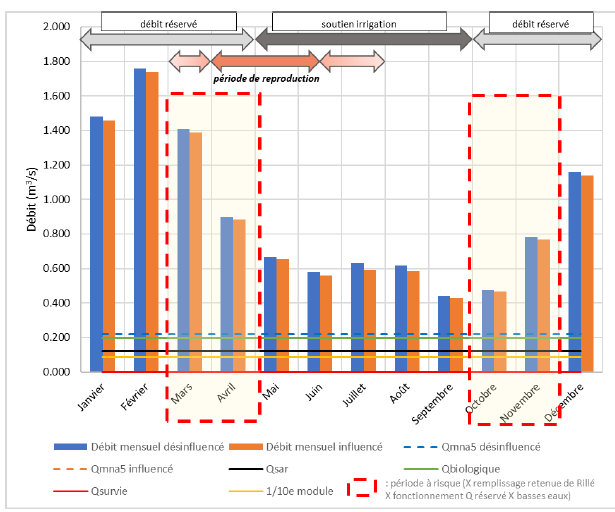 débit réservé
soutien irrigation
débit réservé
période de reproduction
Débit (m³/s)
2.000
1.800
1.600
1.400
1.200
1.000
0.800
0.600
0.400
0.200
0.000
Janvier
Février
Mars
Avril
Mai
Juin
Juillet
Août
Septembre
Octobre
Novembre
Décembre
Débit mensuel désinfluencé
Débit mensuel influencé
Qmna5 désinfluencé
Qmna5 influencé
Qsar
Qbiologique
Qsurvie
1/10e module
: période à risque (X remplissage retenue de Rillé
X fonctionnement Q réservé X basses eaux)